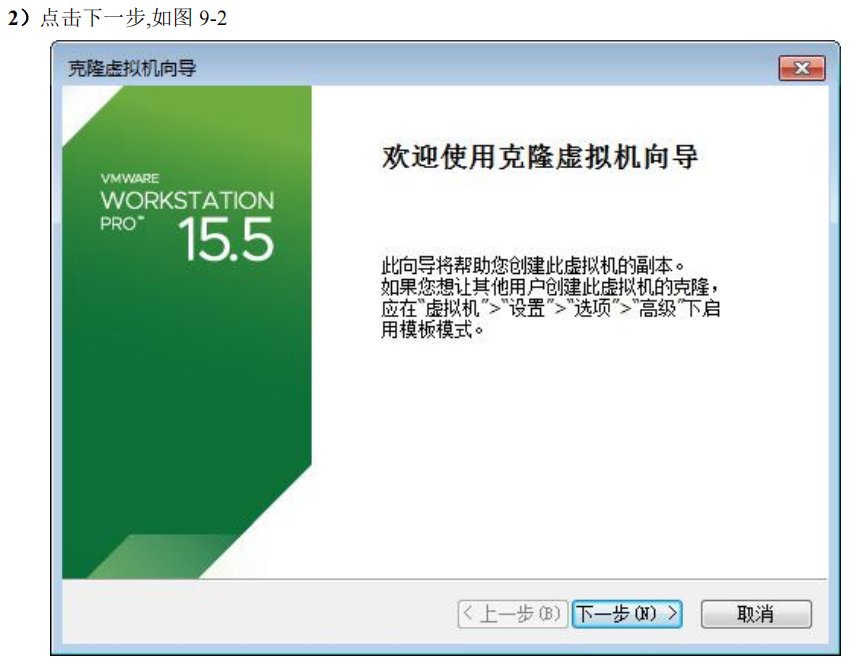 2）点击下一步,如图 9-2
克隆虚拟机向导
VMWARE
WORKSTATION
PRO™
15.5
欢迎使用克隆虚拟机向导
此向导将帮助您创建此虚拟机的副本。
如果您想让其他用户创建此虚拟机的克隆，
应在"虚拟机">"设置">"选项">"高级"下启
用模板模式。
< 上一步(B)
下一步(N) >
取消